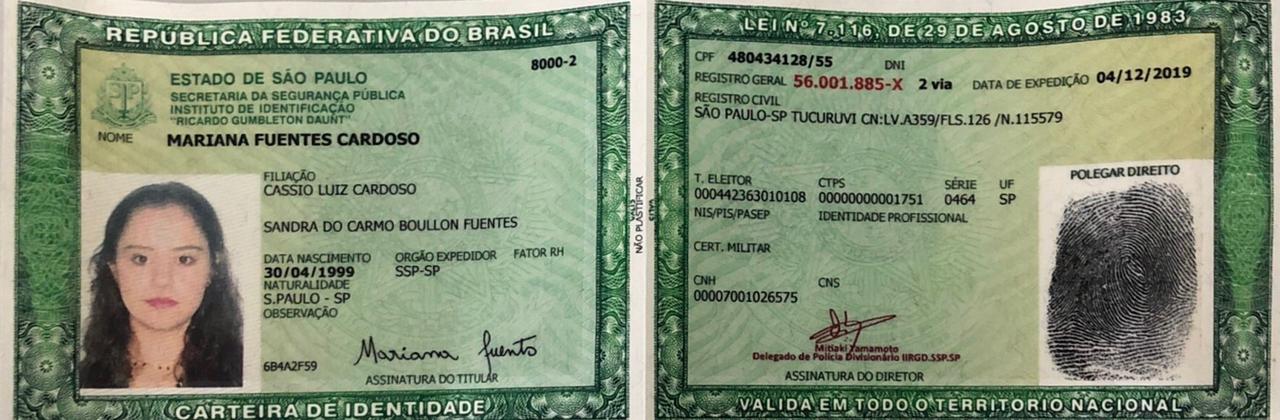 REPÚBLICA FEDERATIVA DO BRASIL
8000-2
ESTADO DE SÃO PAULO
SECRETARIA DA SEGURANÇA PÚBLICA
INSTITUTO DE IDENTIFICAÇÃO
"RICARDO GUMBLETON DAUNT"
NOME MARIANA FUENTES CARDOSO
FILIAÇÃO
CASSIO LUIZ CARDOSO
SANDRA DO CARMO BOULLON FUENTES
DATA NASCIMENTO ORGÃO EXPEDIDOR FATOR RH
30/04/1999 SSP-SP
NATURALIDADE
S.PAULO - SP
OBSERVAÇÃO
Mariana fuents
6B4A2F59
ASSINATURA DO TITULAR
CARTEIRA DE IDENTIDADE
NÃO PLASTIFICAR
LEI Nº 7.116, DE 29 DE AGOSTO DE 1983
CPF 480434128/55 DNI
REGISTRO GERAL 56.001.885-X 2 via DATA DE EXPEDIÇÃO 04/12/2019
REGISTRO CIVIL
SÃO PAULO-SP TUCURUVI CN:LV.A359/FLS.126 /N.115579
POLEGAR DIREITO
T. ELEITOR CTPS SÉRIE UF
000442363010108 00000000001751 0464 SP
NIS/PIS/PASEP IDENTIDADE PROFISSIONAL
CERT. MILITAR
CNH CNS
00007001026575
Mitiaki Yamamoto
Delegado de Polícia Divisionário IIRGD.SSP.SP
ASSINATURA DO DIRETOR
VALIDA EM TODO O TERRITORIO NACIONAL